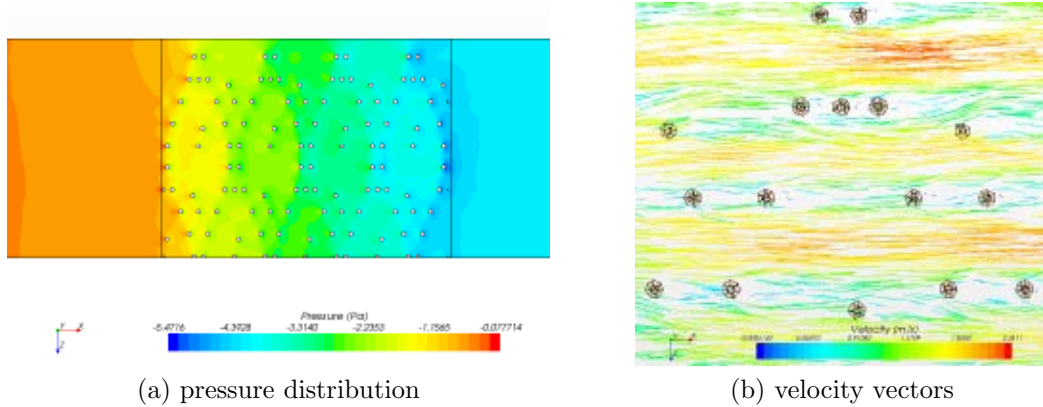 Pressure (Pa)
-5.4716 -4.3928 -3.3140 -2.2353 -1.1565 -0.077714
Y X
Z
Velocity (m/s)
(a) pressure distribution
(b) velocity vectors